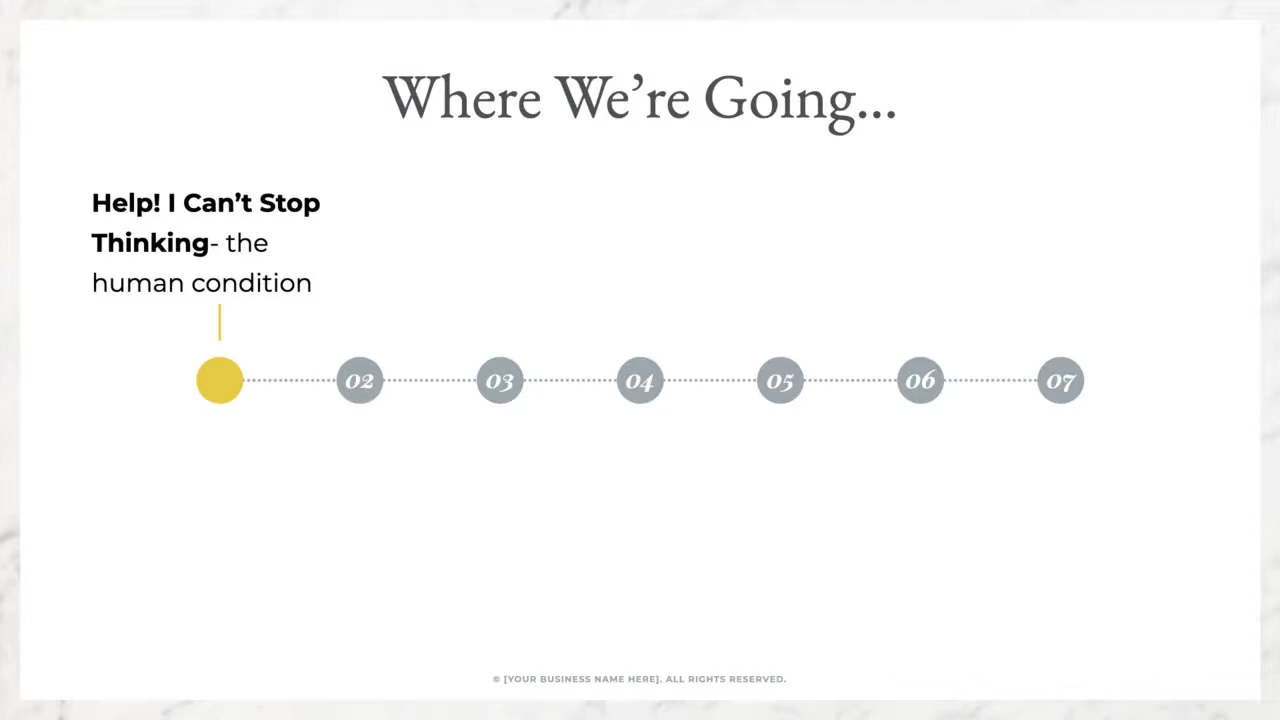 Where We’re Going...
Help! I Can’t Stop
Thinking- the
human condition
02 03 04 05 06 07
© [YOUR BUSINESS NAME HERE]. ALL RIGHTS RESERVED.